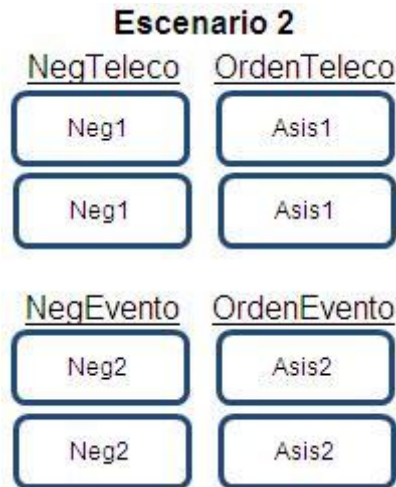 Escenario 2
NegTeleco OrdenTeleco
Neg1 Asis1
Neg1 Asis1
NegEvento OrdenEvento
Neg2 Asis2
Neg2 Asis2